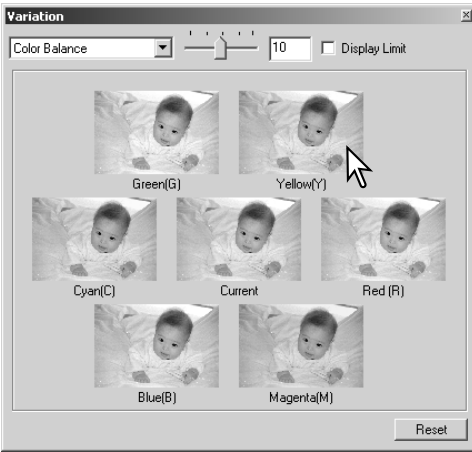 Variation
Color Balance 10 Display Limit
Green(G) Yellow(Y)
Cyan(C) Current Red (R)
Blue(B) Magenta(M)
Reset